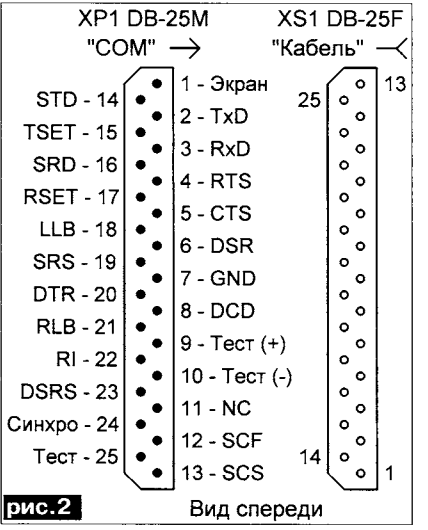 XP1 DB-25M XS1 DB-25F
"COM" "Кабель"
1 - Экран 13
STD - 14 25
2 - TxD
TSET - 15
3 - RxD
SRD - 16
4 - RTS
RSET - 17
5 - CTS
LLB - 18
6 - DSR
SRS - 19
7 - GND
DTR - 20
8 - DCD
RLB - 21
9 - Тест (+)
RI - 22
10 - Тест (-)
DSRS - 23
11 - NC
Синхро - 24
12 - SCF
Тест - 25 14
13 - SCS 1
рис.2 Вид спереди